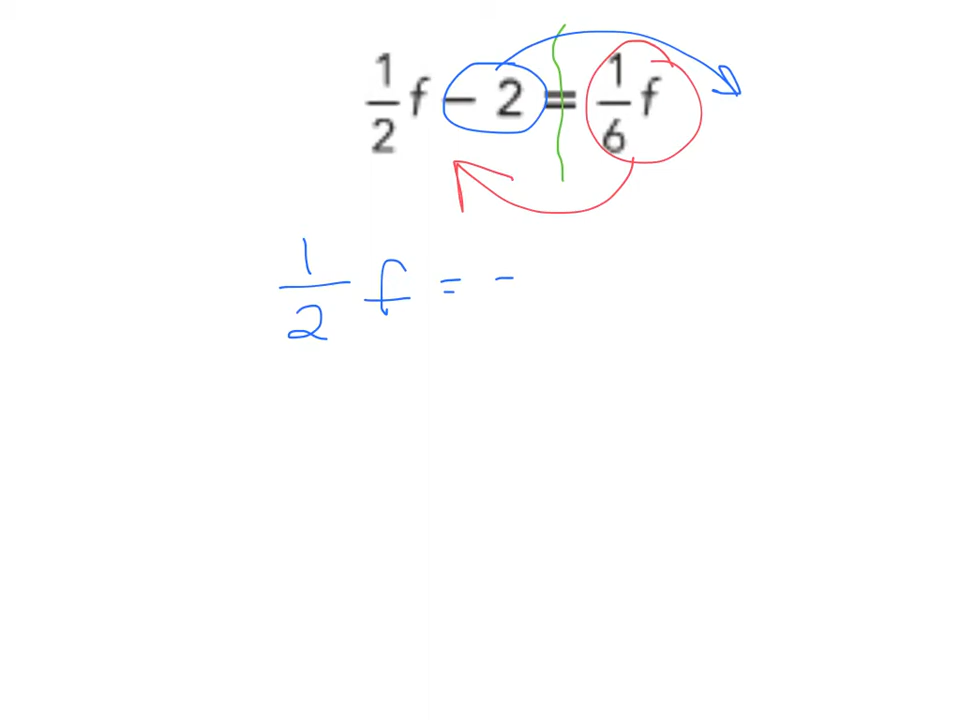 1/2 f − 2 = 1/6 f
1/2 f = -